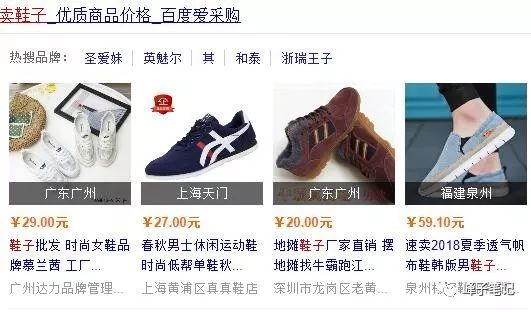 卖鞋子_优质商品价格_百度爱采购
热搜品牌： 圣爱妹 英魅尔 其 和泰 浙瑞王子
广东广州 上海天门 广东广州 福建泉州
￥29.00元 ￥27.00元 ￥20.00元 ￥59.10元
鞋子批发 时尚女鞋品 春秋男士休闲运动鞋 地摊鞋子厂家直销 摆 速卖2018夏季透气帆
牌慕兰茜 工厂... 时尚低帮单鞋秋... 地摊找牛霸跑江... 布鞋韩版男鞋子...
广州达力品牌管理... 上海黄浦区真真鞋店 深圳市龙岗区老黄... 泉州